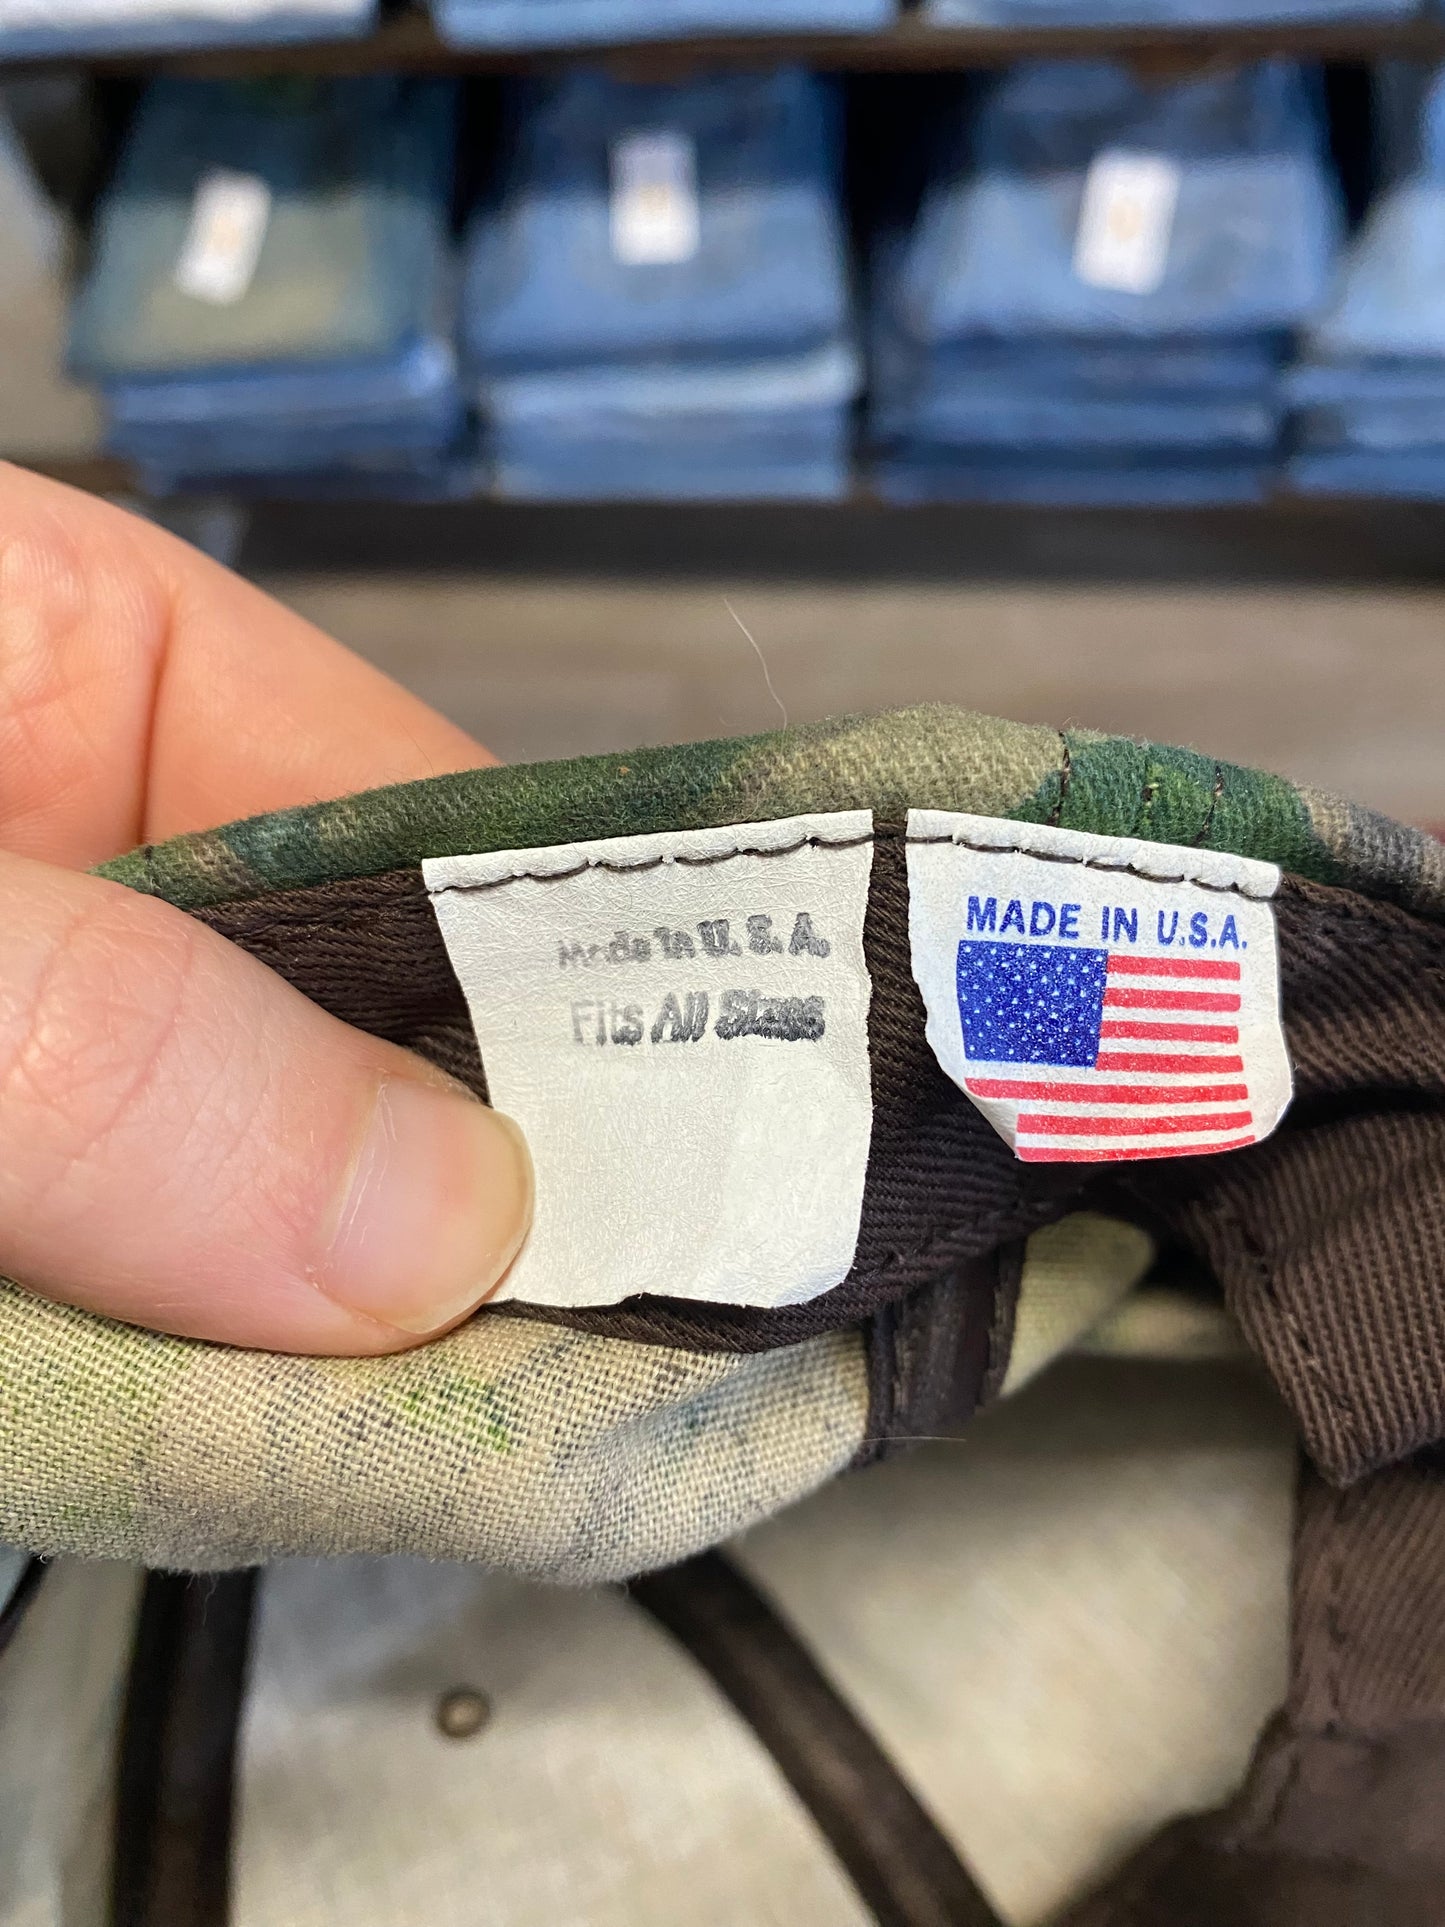 Made in U.S.A.
Fits All Sizes
MADE IN U.S.A.